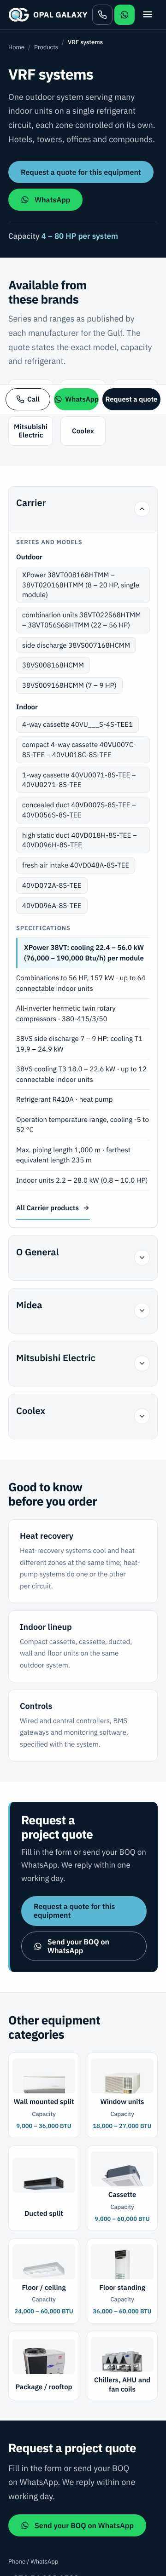 OPAL GALAXY
Home / Products / VRF systems
VRF systems
One outdoor system serving many
indoor units on a single refrigerant
circuit, each zone controlled on its own.
Hotels, towers, offices and compounds.
Request a quote for this equipment
WhatsApp
Capacity 4 – 80 HP per system
Available from
these brands
Series and ranges as published by
each manufacturer for the Gulf. The
quote states the exact model, capacity
and refrigerant.
Call
WhatsApp
Request a quote
Mitsubishi
Electric
Coolex
Carrier
SERIES AND MODELS
Outdoor
XPower 38VT008168HTMM –
38VT020168HTMM (8 – 20 HP, single
module)
combination units 38VT022S68HTMM
– 38VT056S68HTMM (22 – 56 HP)
side discharge 38VS007168HCMM
38VS008168HCMM
38VS009168HCMM (7 – 9 HP)
Indoor
4-way cassette 40VU___S-4S-TEE1
compact 4-way cassette 40VU007C-
8S-TEE – 40VU018C-8S-TEE
1-way cassette 40VU0071-8S-TEE –
40VU0271-8S-TEE
concealed duct 40VD007S-8S-TEE –
40VD056S-8S-TEE
high static duct 40VD018H-8S-TEE –
40VD096H-8S-TEE
fresh air intake 40VD048A-8S-TEE
40VD072A-8S-TEE
40VD096A-8S-TEE
SPECIFICATIONS
XPower 38VT: cooling 22.4 – 56.0 kW
(76,000 – 190,000 Btu/h) per module
Combinations to 56 HP, 157 kW · up to 64
connectable indoor units
All-inverter hermetic twin rotary
compressors · 380-415/3/50
38VS side discharge 7 – 9 HP: cooling T1
19.9 – 24.9 kW
38VS cooling T3 18.0 – 22.6 kW · up to 12
connectable indoor units
Refrigerant R410A · heat pump
Operation temperature range, cooling -5 to
52 °C
Max. piping length 1,000 m · farthest
equivalent length 235 m
Indoor units 2.2 – 28.0 kW (0.8 – 10.0 HP)
All Carrier products →
O General
Midea
Mitsubishi Electric
Coolex
Good to know
before you order
Heat recovery
Heat-recovery systems cool and heat
different zones at the same time; heat-
pump systems do one or the other
per circuit.
Indoor lineup
Compact cassette, cassette, ducted,
wall and floor units on the same
outdoor system.
Controls
Wired and central controllers, BMS
gateways and monitoring software,
specified with the system.
Request a
project quote
Fill in the form or send your BOQ on
WhatsApp. We reply within one
working day.
Request a quote for this
equipment
Send your BOQ on
WhatsApp
Other equipment
categories
Wall mounted split
Capacity
9,000 – 36,000 BTU
Window units
Capacity
18,000 – 27,000 BTU
Ducted split
Cassette
Capacity
9,000 – 60,000 BTU
Floor / ceiling
Capacity
24,000 – 60,000 BTU
Floor standing
Capacity
36,000 – 60,000 BTU
Package / rooftop
Chillers, AHU and
fan coils
Request a project quote
Fill in the form or send your BOQ
on WhatsApp. We reply within one
working day.
Send your BOQ on WhatsApp
Phone / WhatsApp